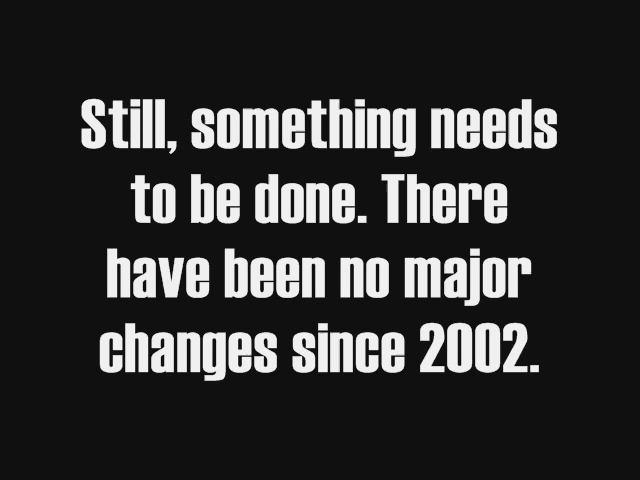 Still, something needs
to be done. There
have been no major
changes since 2002.